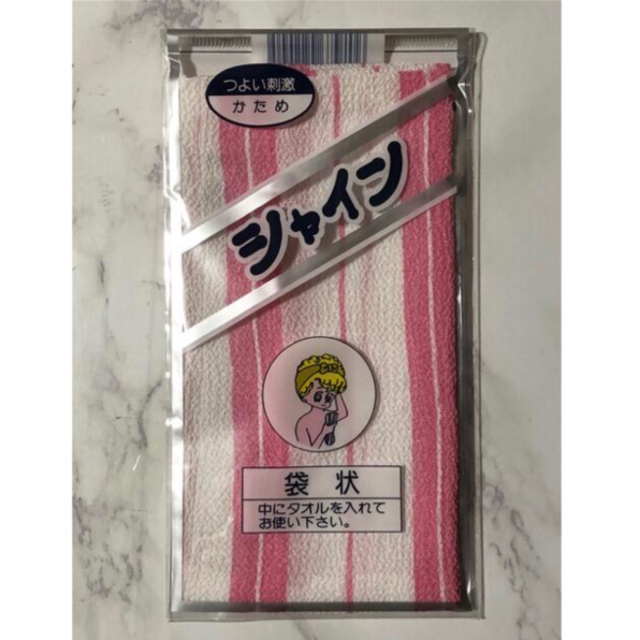 つよい刺激
かため
シャイン
袋状
中にタオルを入れて
お使い下さい。